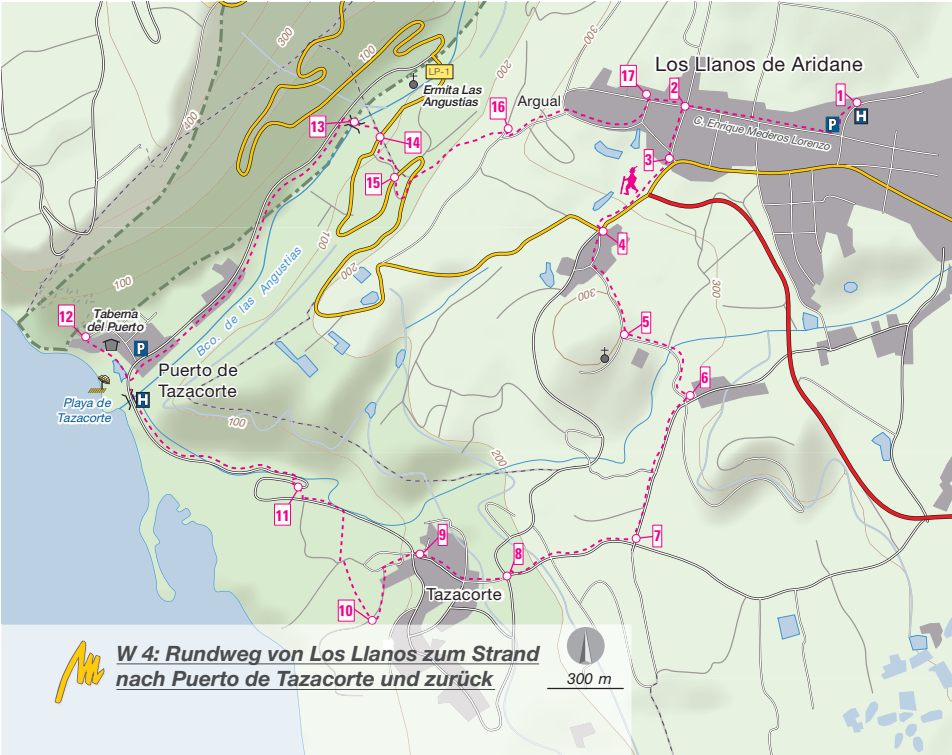 300
300
400
100
LP-1
Ermita Las
Angustias
200
Argual
Los Llanos de Aridane
17
2
1
P
H
C. Enrique Mederos Lorenzo
16
13
14
15
3
4
100
200
Bco. de las Angustias
300
300
100
12
Taberna
del Puerto
P
5
6
Puerto de
Tazacorte
H
Playa de
Tazacorte
100
200
11
9
8
7
10
Tazacorte
W 4: Rundweg von Los Llanos zum Strand
nach Puerto de Tazacorte und zurück
300 m